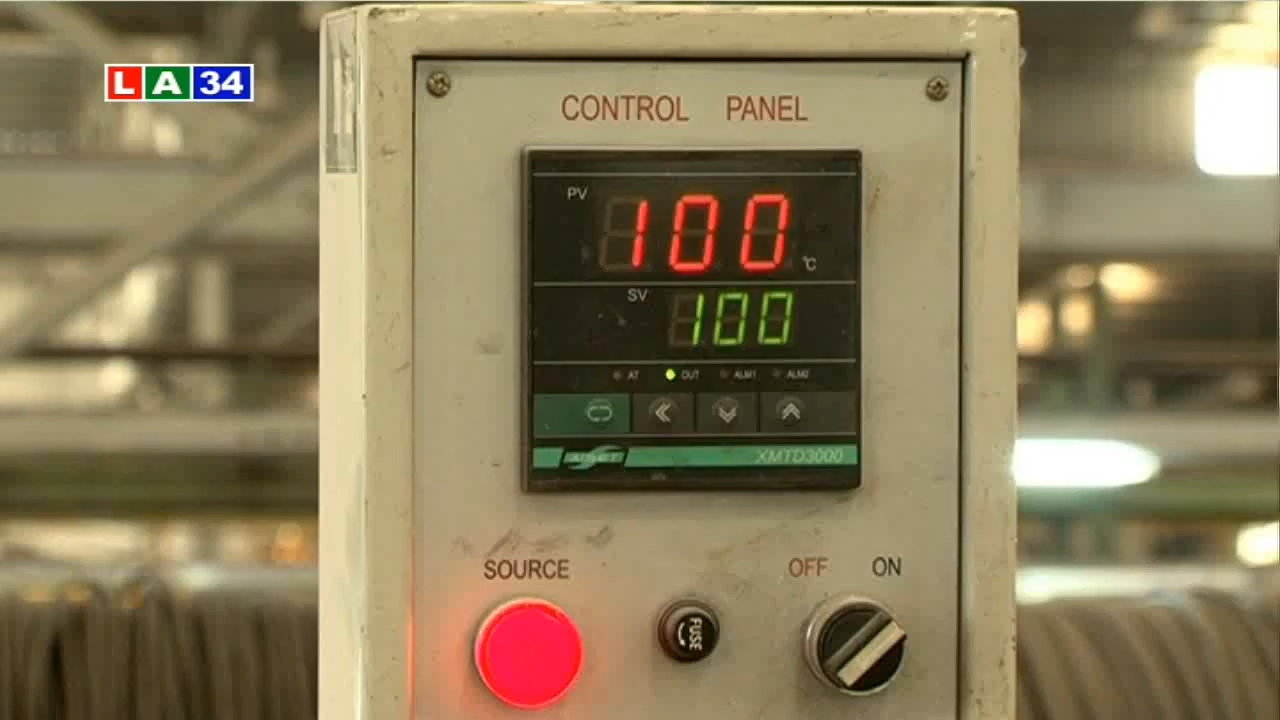 LA34
CONTROL PANEL
PV 100 °C
SV 100
AT OUT ALM1 ALM2
XMTD3000
SOURCE
OFF ON
FUSE